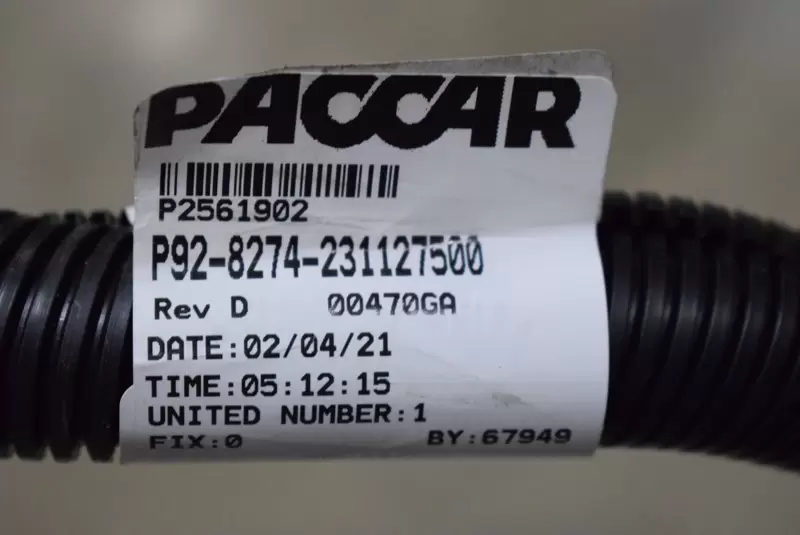 PACCAR
P2561902
P92-8274-231127500
Rev D 00470GA
DATE:02/04/21
TIME:05:12:15
UNITED NUMBER:1
FIX:0 BY:67949